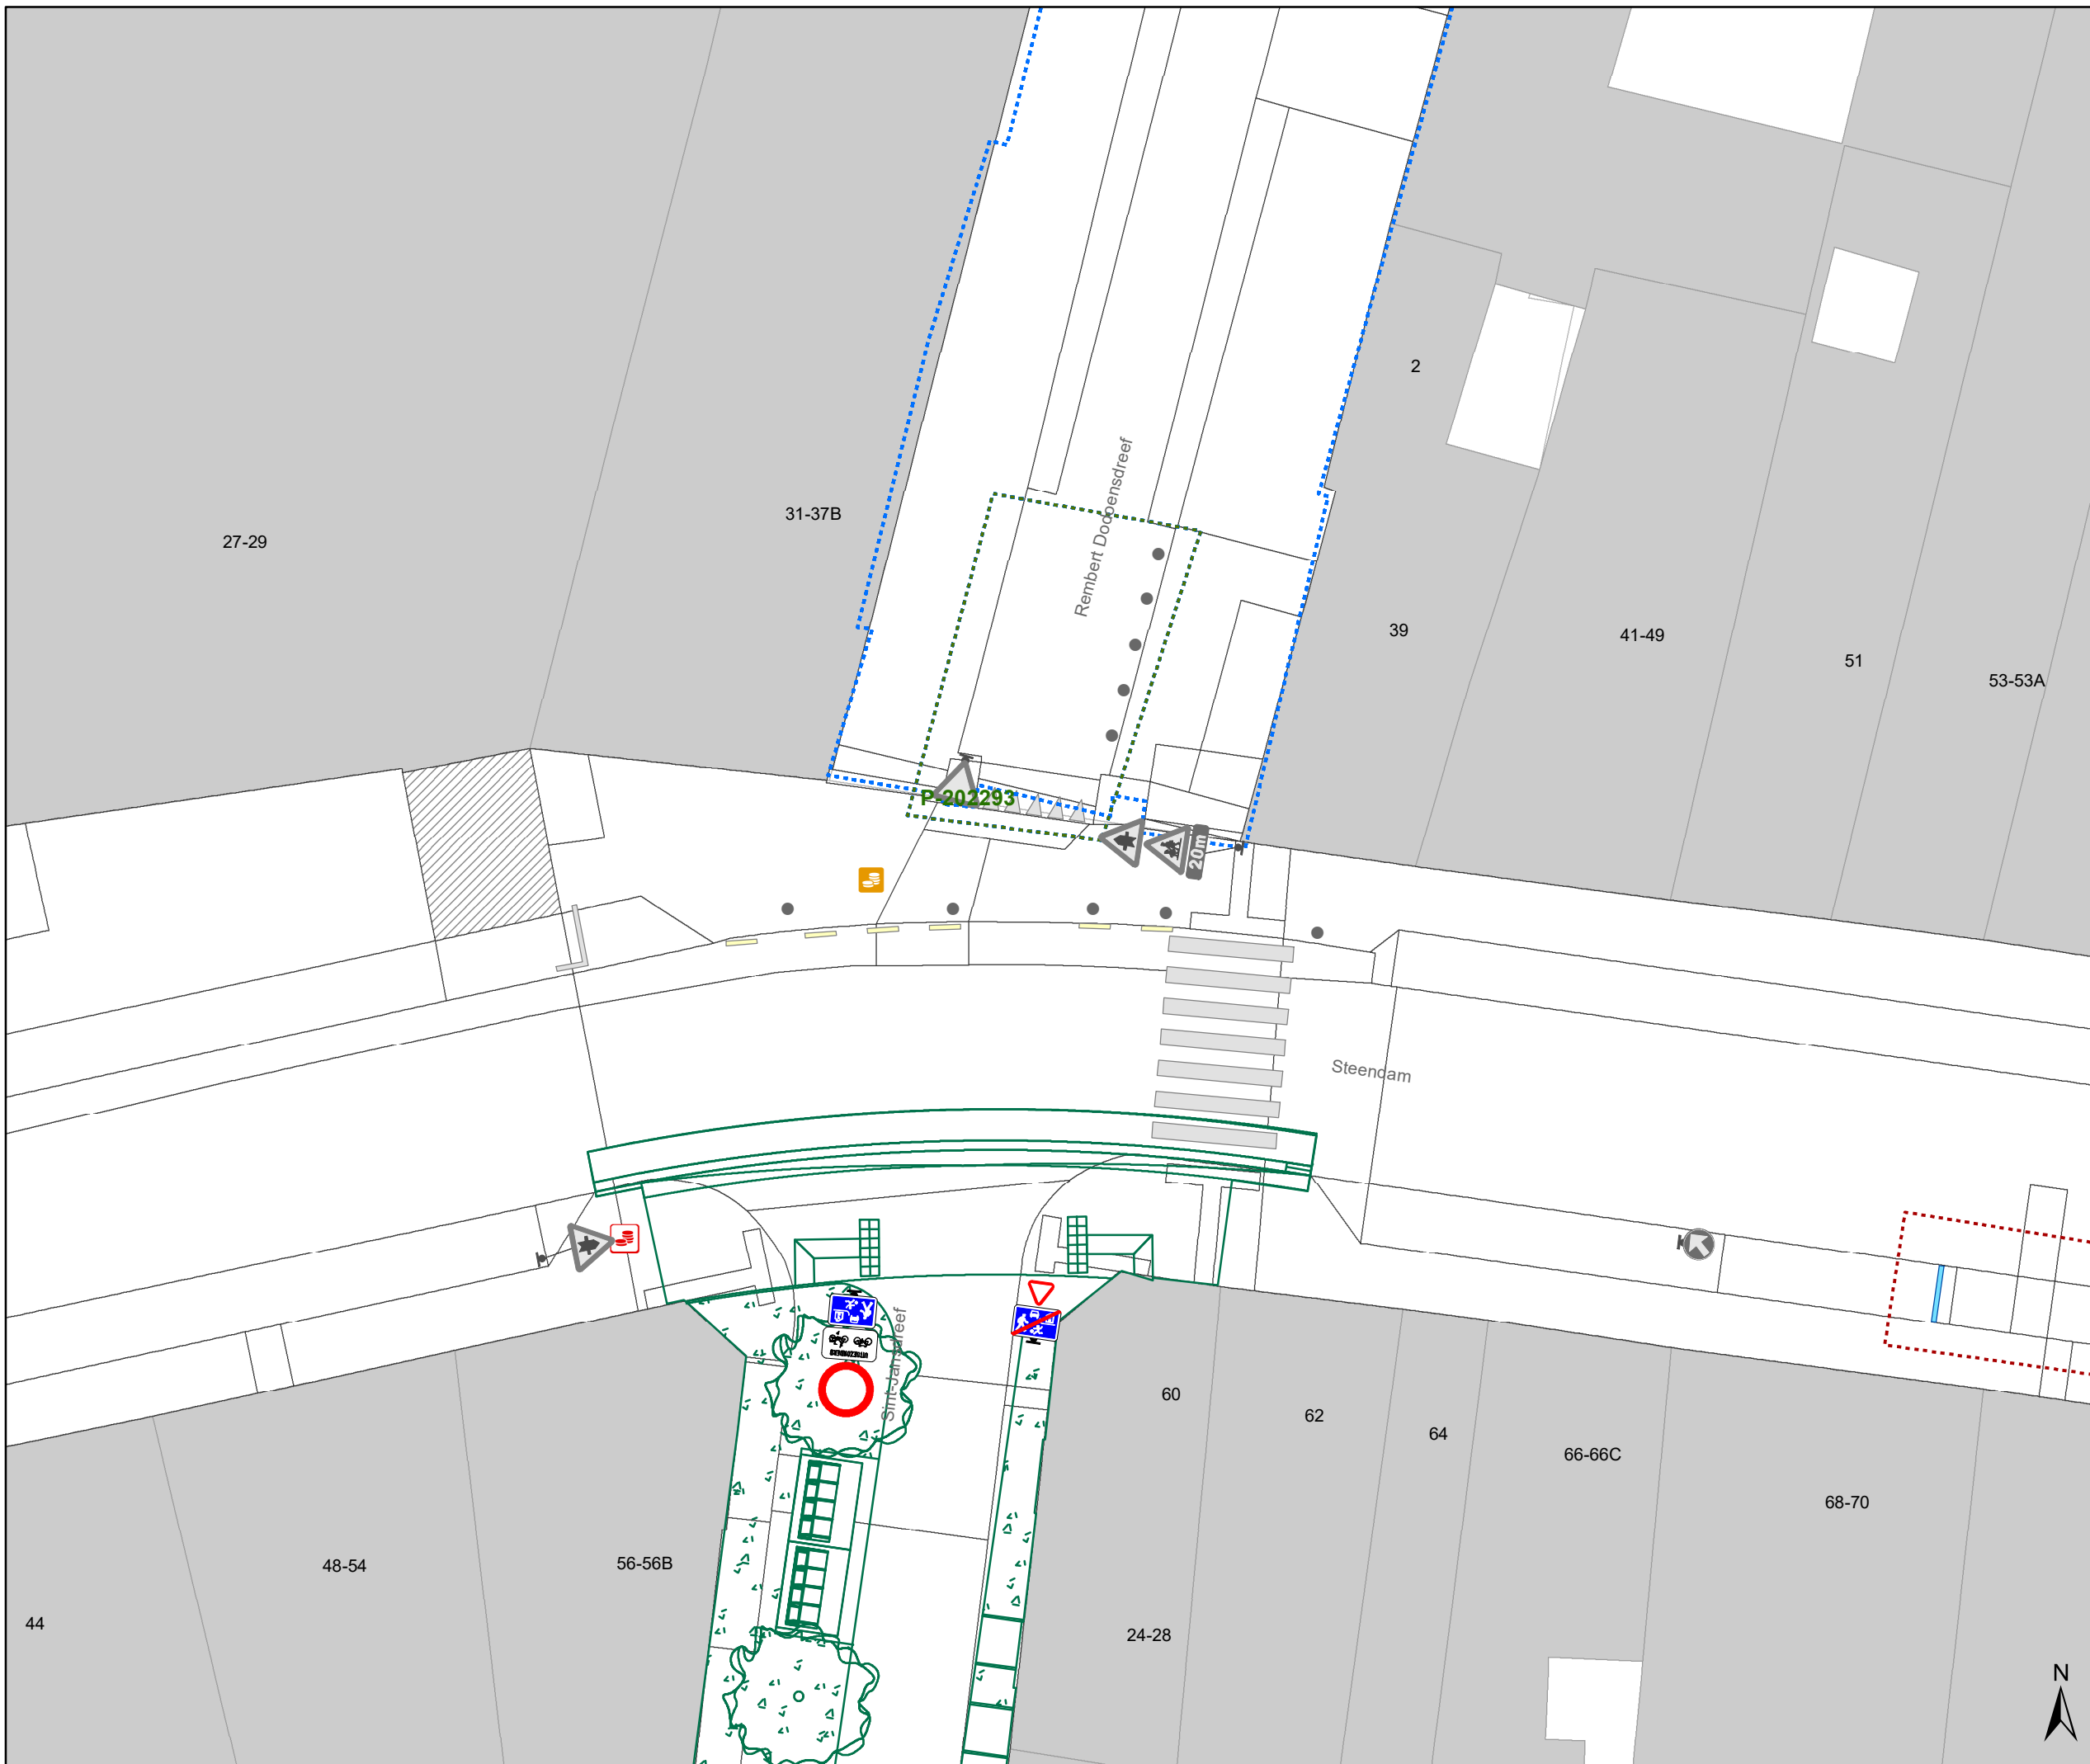 2
Rembert Dodoensdreef
31-37B
27-29
39
41-49
51
53-53A
P-202293
20m
Steendam
UITGEZONDERD
Sint-Jansdreef
60
62
64
66-66C
68-70
48-54
56-56B
24-28
44
N